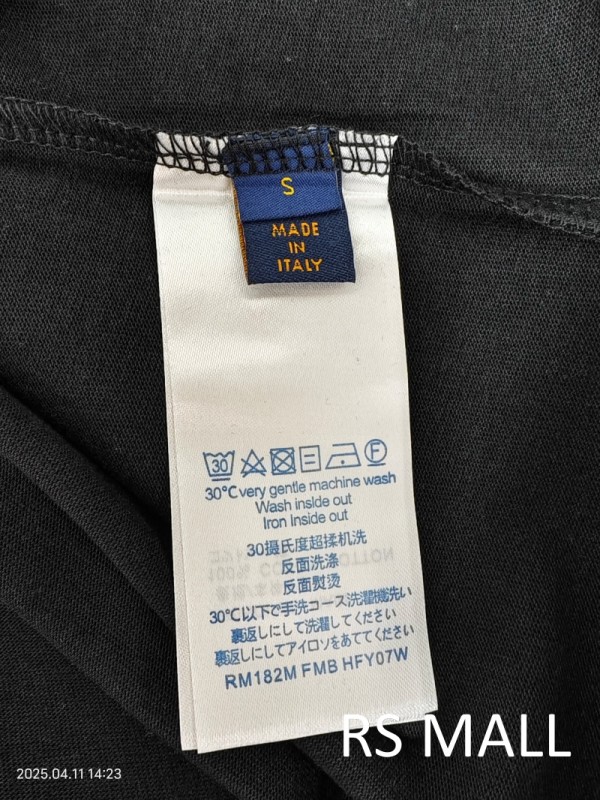 S
MADE
IN
ITALY
30
F
30℃very gentle machine wash
Wash inside out
Iron Inside out
30摄氏度超揉机洗
反面洗涤
反面熨烫
30℃以下で手洗コース洗濯機洗い
裏返しにして洗濯してください
裏返しにしてアイロンをあててください
RM182M FMB HFY07W
RS MALL
2025.04.11 14:23